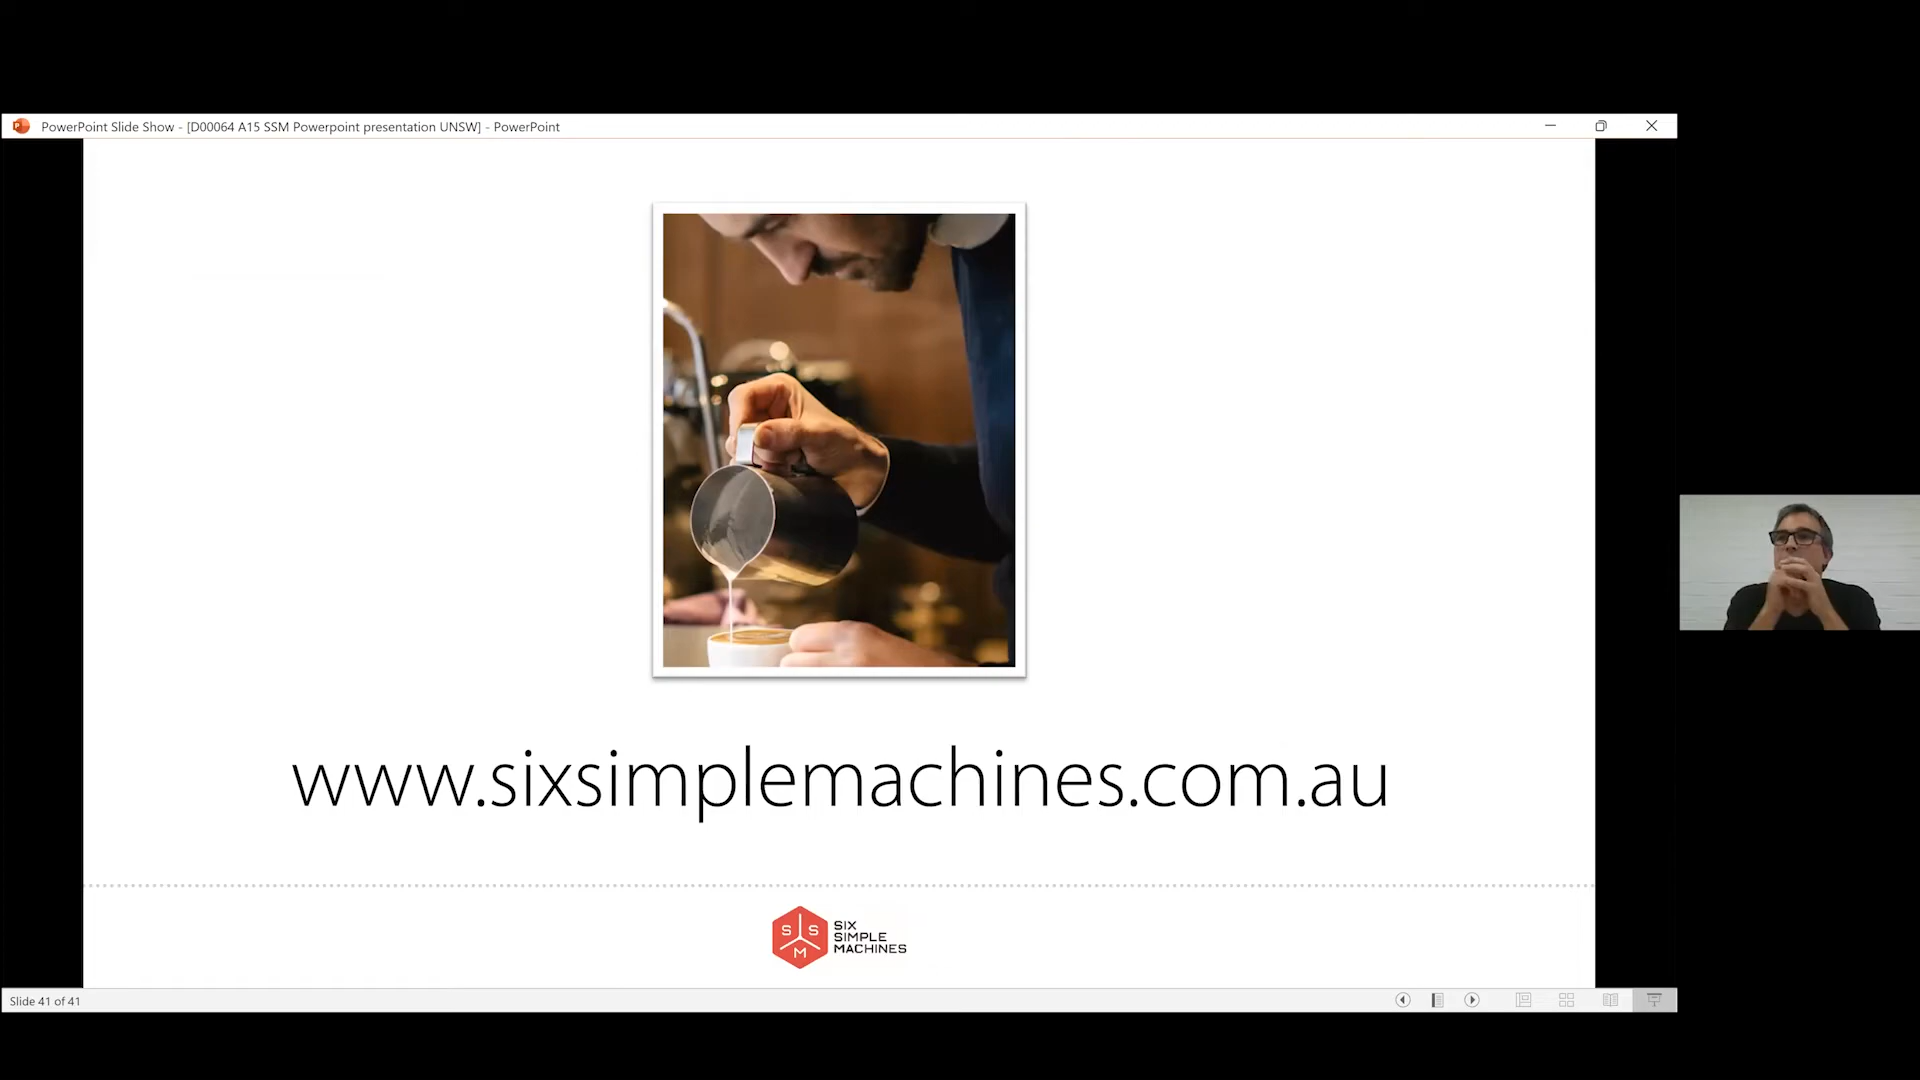 PowerPoint Slide Show - [D00064 A15 SSM Powerpoint presentation UNSW] - PowerPoint
www.sixsimplemachines.com.au
S S
M
SIX
SIMPLE
MACHINES
Slide 41 of 41